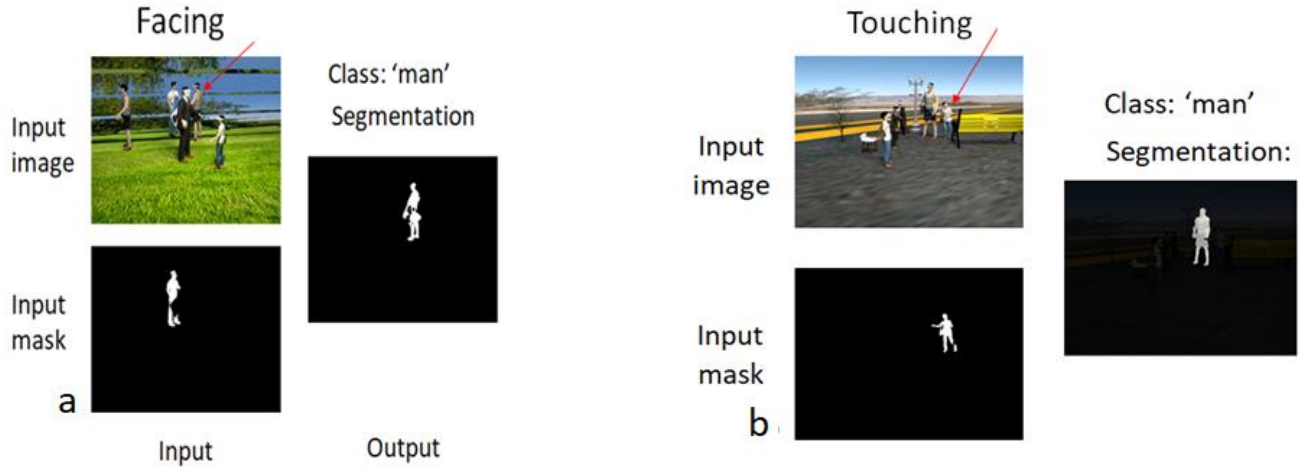 Facing
Input
image
Class: ‘man’
Segmentation
Input
mask
a
Input
Output
Touching
Input
image
Class: ‘man’
Segmentation:
Input
mask
b